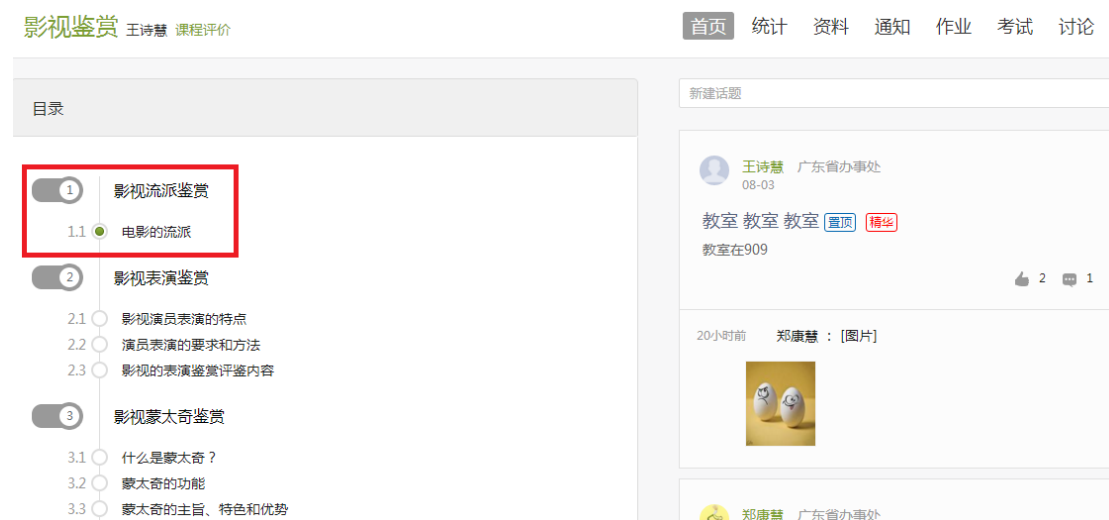 影视鉴赏 王诗慧 课程评价
首页 统计 资料 通知 作业 考试 讨论
目录
1 影视流派鉴赏
1.1 电影的流派
2 影视表演鉴赏
2.1 影视演员表演的特点
2.2 演员表演的要求和方法
2.3 影视的表演鉴赏评鉴内容
3 影视蒙太奇鉴赏
3.1 什么是蒙太奇？
3.2 蒙太奇的功能
3.3 蒙太奇的主旨、特色和优势
新建话题
王诗慧 广东省办事处
08-03
教室 教室 教室 置顶 精华
教室在909
2 1
20小时前 郑康慧 ： [图片]
郑康慧 广东省办事处